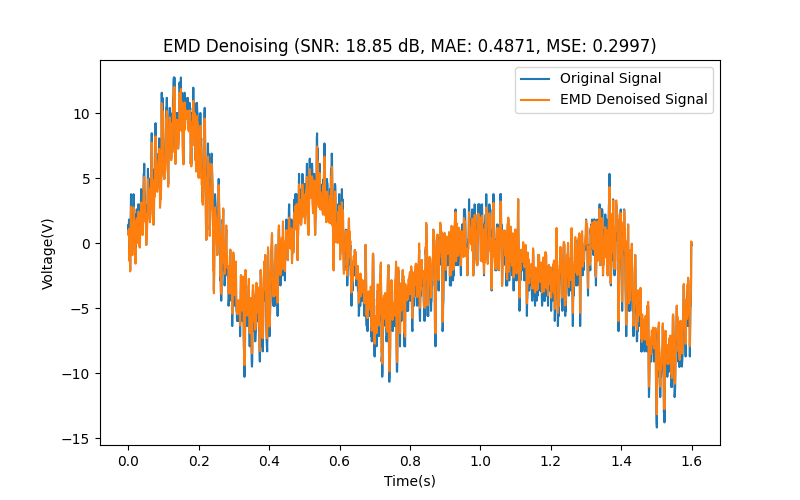 EMD Denoising (SNR: 18.85 dB, MAE: 0.4871, MSE: 0.2997)
Original Signal
EMD Denoised Signal
10
5
0
−5
−10
−15
Voltage(V)
0.0 0.2 0.4 0.6 0.8 1.0 1.2 1.4 1.6
Time(s)